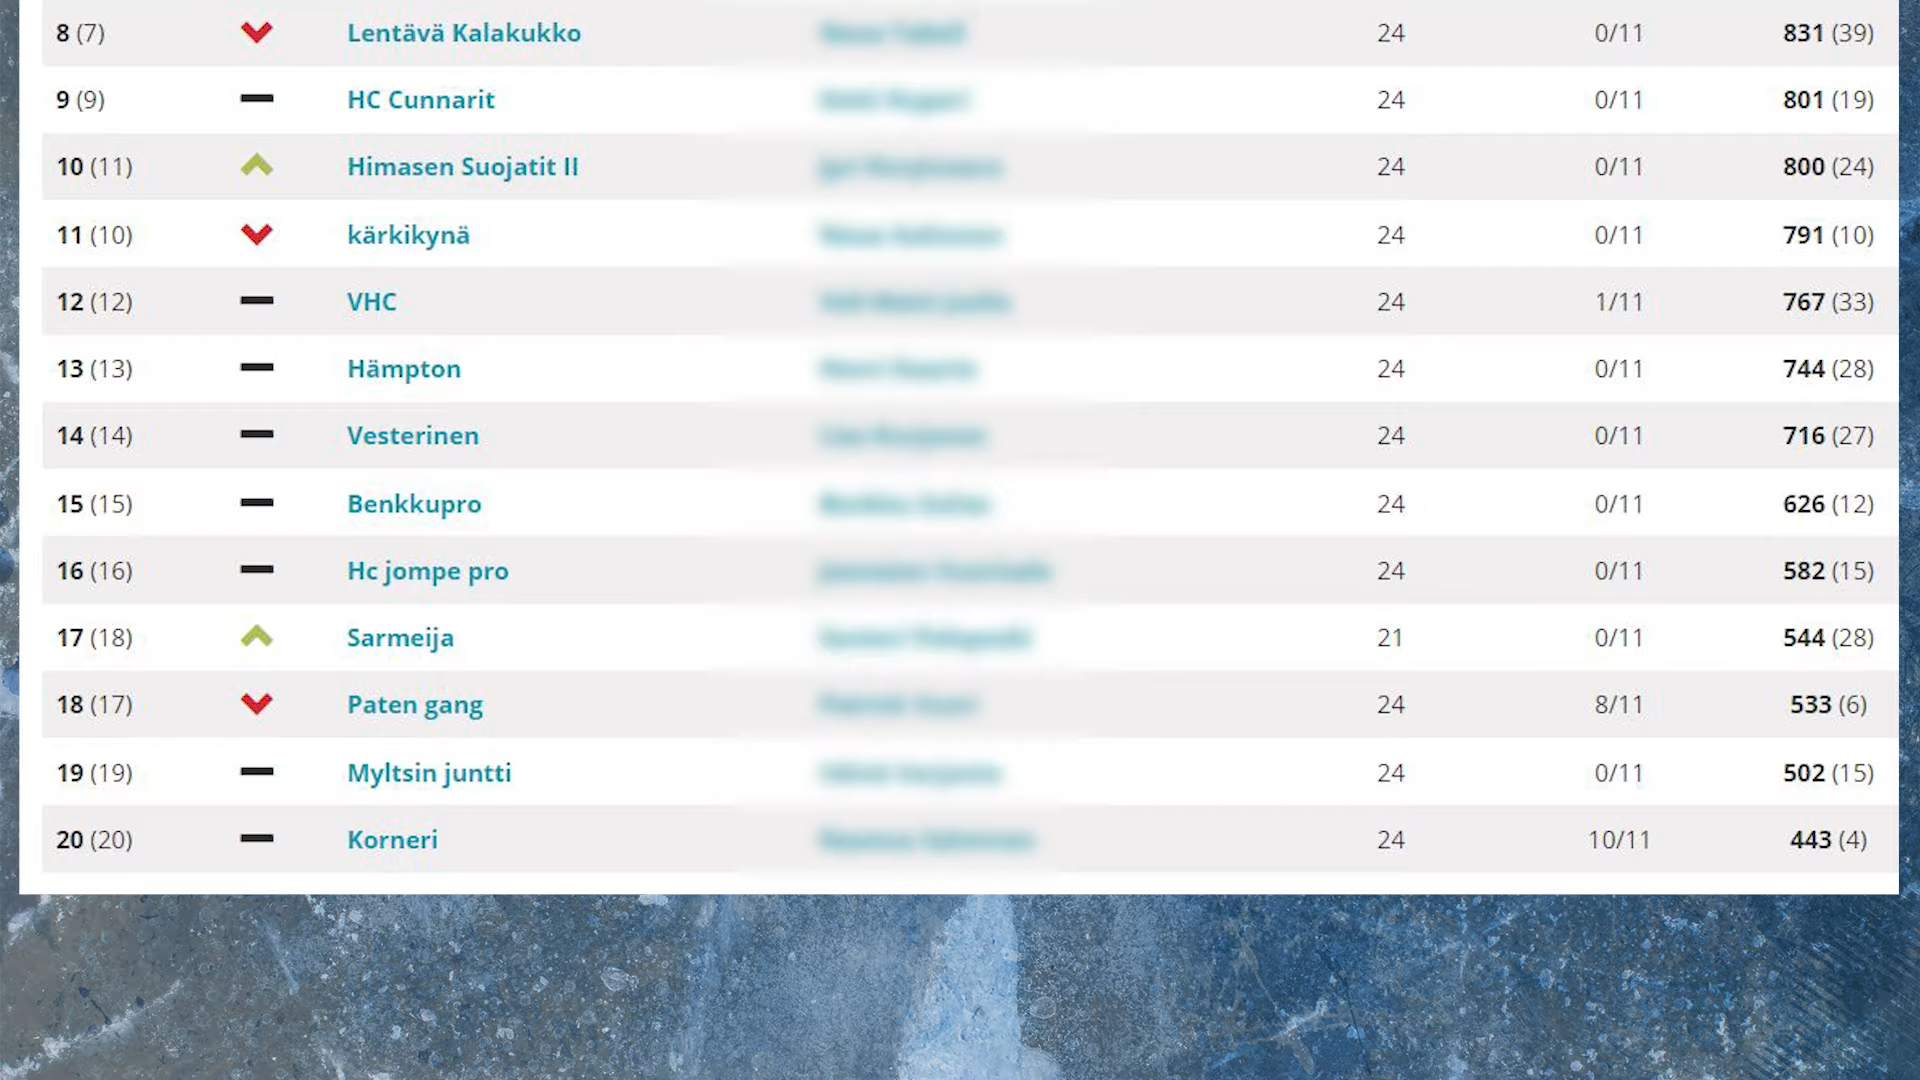 8 (7) Lentävä Kalakukko 24 0/11 831 (39)
9 (9) HC Cunnarit 24 0/11 801 (19)
10 (11) Himasen Suojatit II 24 0/11 800 (24)
11 (10) kärkikynä 24 0/11 791 (10)
12 (12) VHC 24 1/11 767 (33)
13 (13) Hämpton 24 0/11 744 (28)
14 (14) Vesterinen 24 0/11 716 (27)
15 (15) Benkkupro 24 0/11 626 (12)
16 (16) Hc jompe pro 24 0/11 582 (15)
17 (18) Sarmeija 21 0/11 544 (28)
18 (17) Paten gang 24 8/11 533 (6)
19 (19) Myltsin juntti 24 0/11 502 (15)
20 (20) Korneri 24 10/11 443 (4)